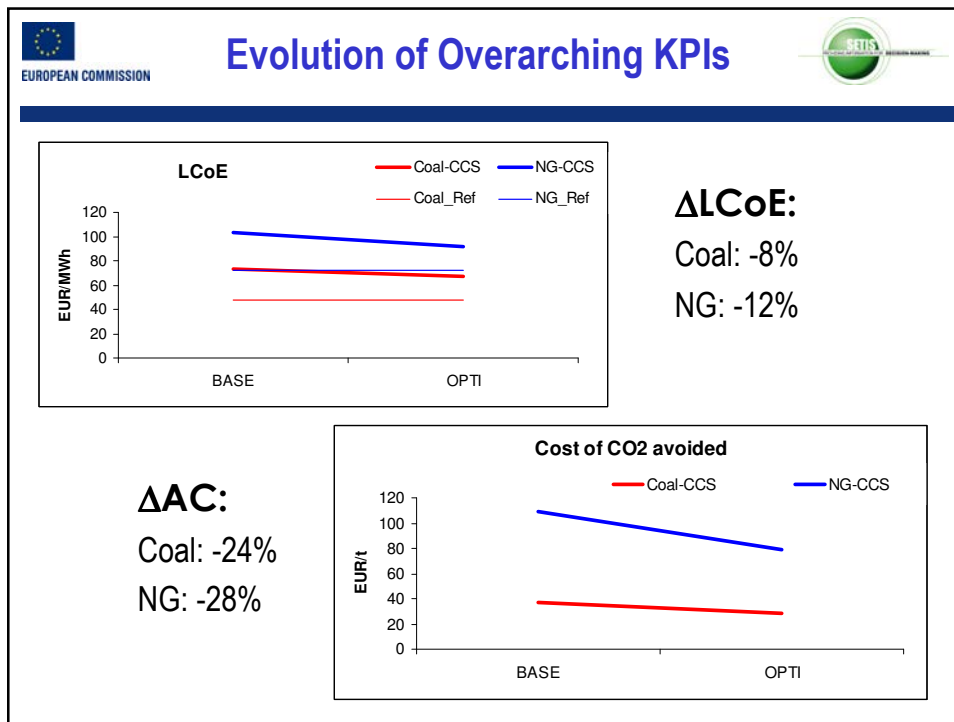 EUROPEAN COMMISSION
Evolution of Overarching KPIs
SETIS
LCoE
Coal-CCS
NG-CCS
Coal_Ref
NG_Ref
EUR/MWh
120
100
80
60
40
20
0
BASE
OPTI
ΔLCoE:
Coal: -8%
NG: -12%
ΔAC:
Coal: -24%
NG: -28%
Cost of CO2 avoided
Coal-CCS
NG-CCS
EUR/t
120
100
80
60
40
20
0
BASE
OPTI